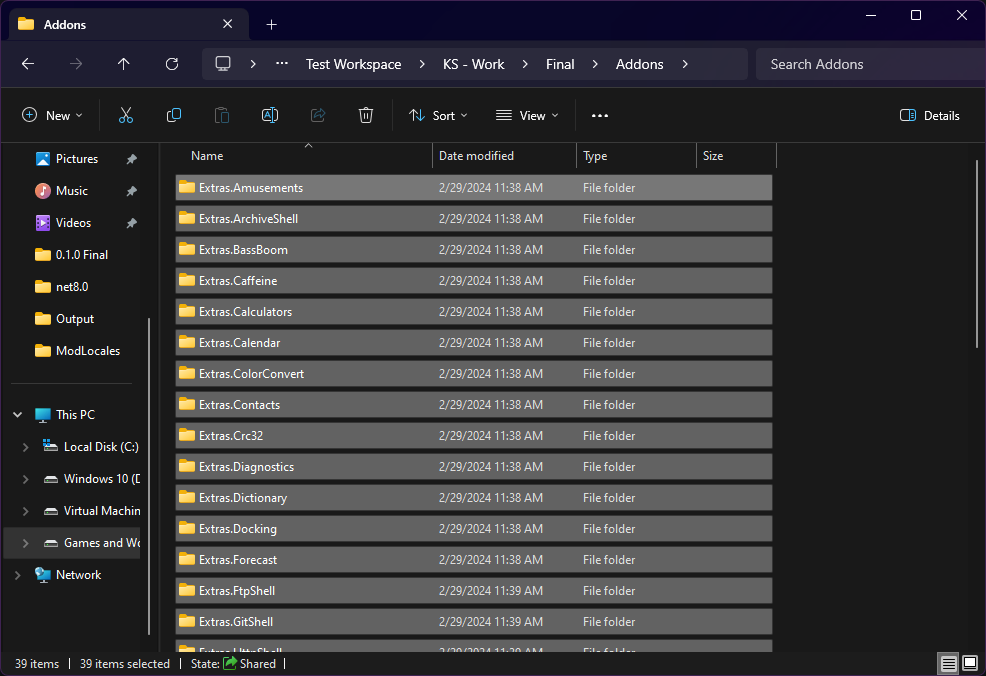 Addons
Test Workspace KS - Work Final Addons Search Addons
New Sort View Details
Pictures
Music
Videos
0.1.0 Final
net8.0
Output
ModLocales
This PC
Local Disk (C:)
Windows 10 (D
Virtual Machin
Games and Wo
Network
Name Date modified Type Size
Extras.Amusements 2/29/2024 11:38 AM File folder
Extras.ArchiveShell 2/29/2024 11:38 AM File folder
Extras.BassBoom 2/29/2024 11:38 AM File folder
Extras.Caffeine 2/29/2024 11:38 AM File folder
Extras.Calculators 2/29/2024 11:38 AM File folder
Extras.Calendar 2/29/2024 11:38 AM File folder
Extras.ColorConvert 2/29/2024 11:38 AM File folder
Extras.Contacts 2/29/2024 11:38 AM File folder
Extras.Crc32 2/29/2024 11:38 AM File folder
Extras.Diagnostics 2/29/2024 11:38 AM File folder
Extras.Dictionary 2/29/2024 11:38 AM File folder
Extras.Docking 2/29/2024 11:38 AM File folder
Extras.Forecast 2/29/2024 11:38 AM File folder
Extras.FtpShell 2/29/2024 11:39 AM File folder
Extras.GitShell 2/29/2024 11:39 AM File folder
Extras.HttpShell 2/29/2024 11:39 AM File folder
39 items 39 items selected State: Shared